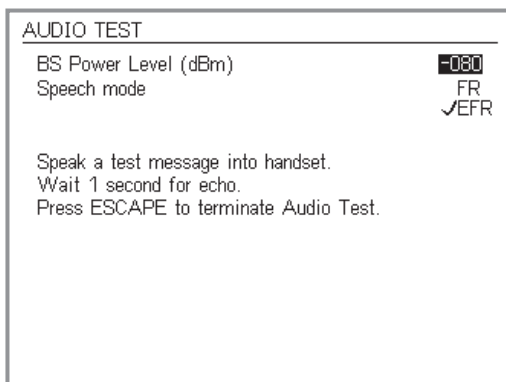 AUDIO TEST
BS Power Level (dBm) -080
Speech mode FR
✓EFR
Speak a test message into handset.
Wait 1 second for echo.
Press ESCAPE to terminate Audio Test.